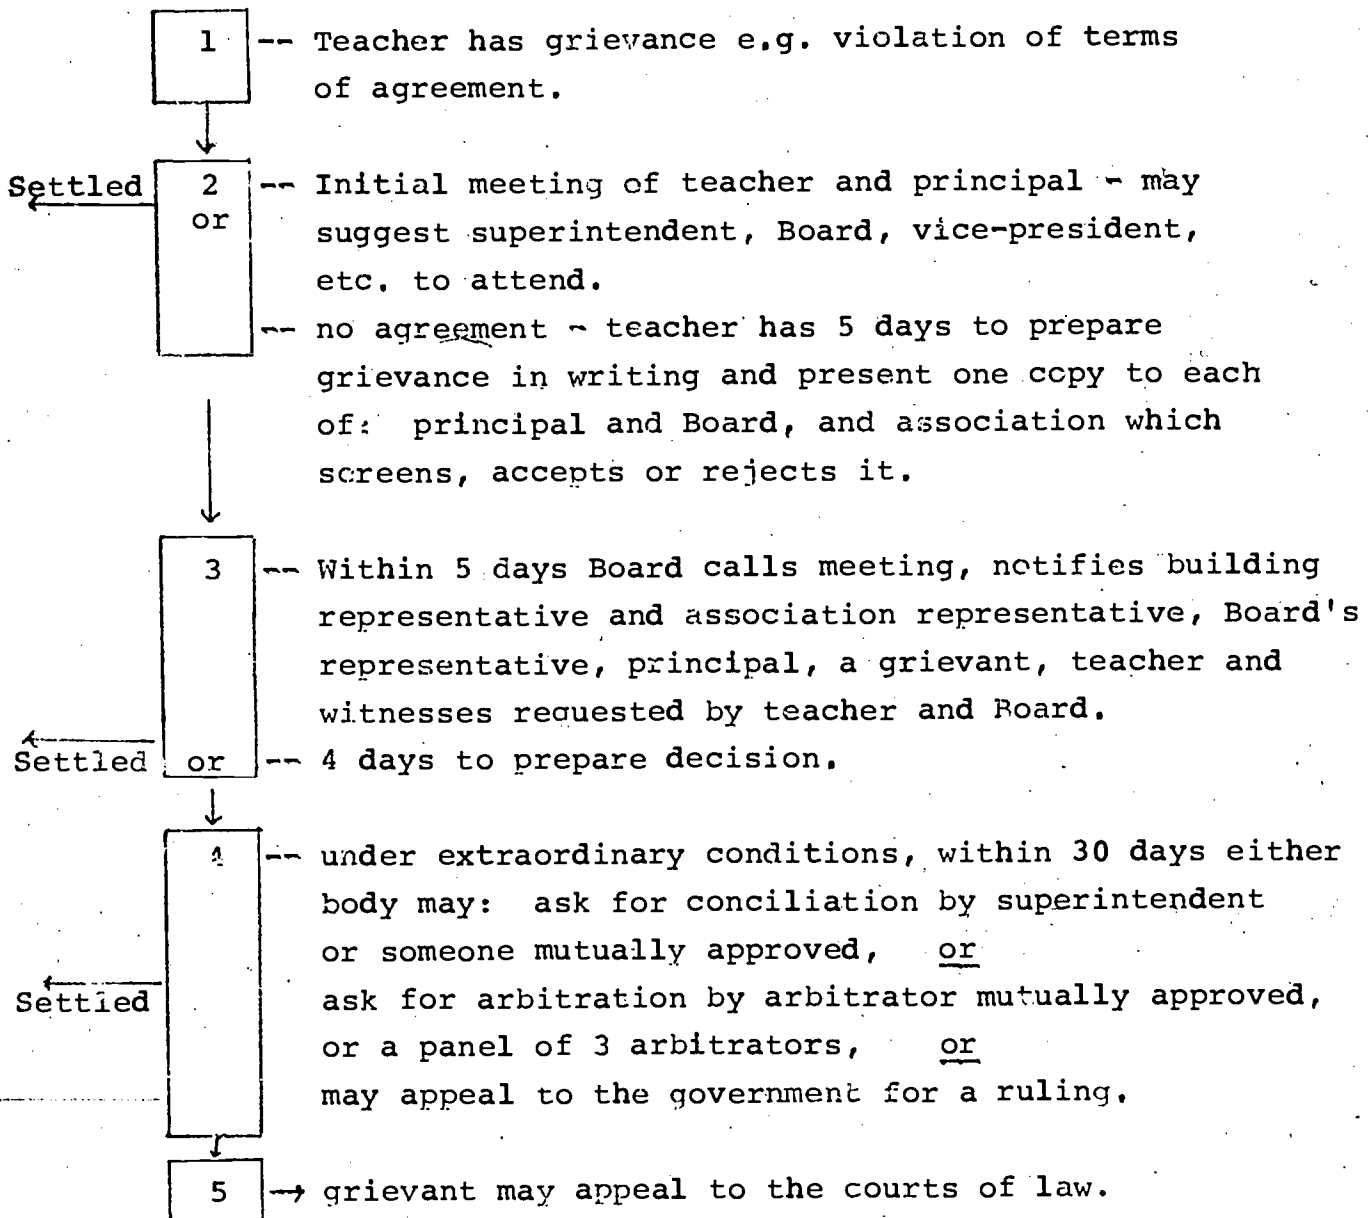 1 -- Teacher has grievance e.g. violation of terms
of agreement.
Settled 2 -- Initial meeting of teacher and principal - may
or suggest superintendent, Board, vice-president,
etc. to attend.
-- no agreement - teacher has 5 days to prepare
grievance in writing and present one copy to each
of: principal and Board, and association which
screens, accepts or rejects it.
3 -- Within 5 days Board calls meeting, notifies building
representative and association representative, Board's
representative, principal, a grievant, teacher and
witnesses requested by teacher and Board.
Settled or -- 4 days to prepare decision.
4 -- under extraordinary conditions, within 30 days either
body may: ask for conciliation by superintendent
or someone mutually approved, or
Settled ask for arbitration by arbitrator mutually approved,
or a panel of 3 arbitrators, or
may appeal to the government for a ruling.
5 → grievant may appeal to the courts of law.